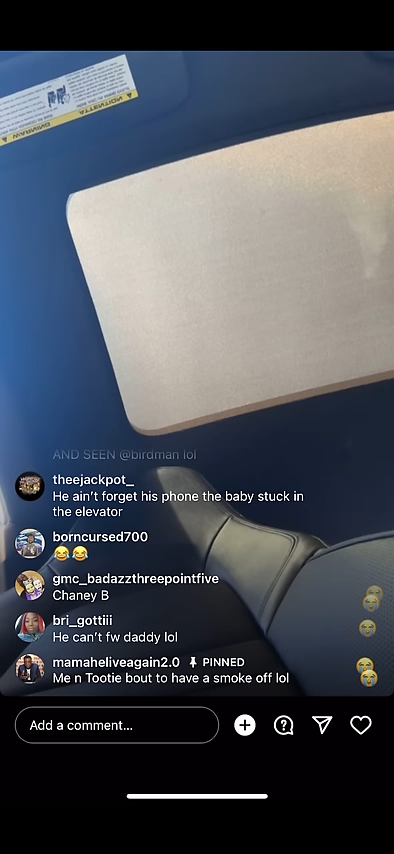 WARNING
ATTENTION
AND SEEN @birdman lol
theejackpot_
He ain't forget his phone the baby stuck in
the elevator
borncursed700
😂😂
gmc_badazzthreepointfive
Chaney B
bri_gottiii
He can't fw daddy lol
mamaheliveagain2.0 PINNED
Me n Tootie bout to have a smoke off lol
Add a comment...